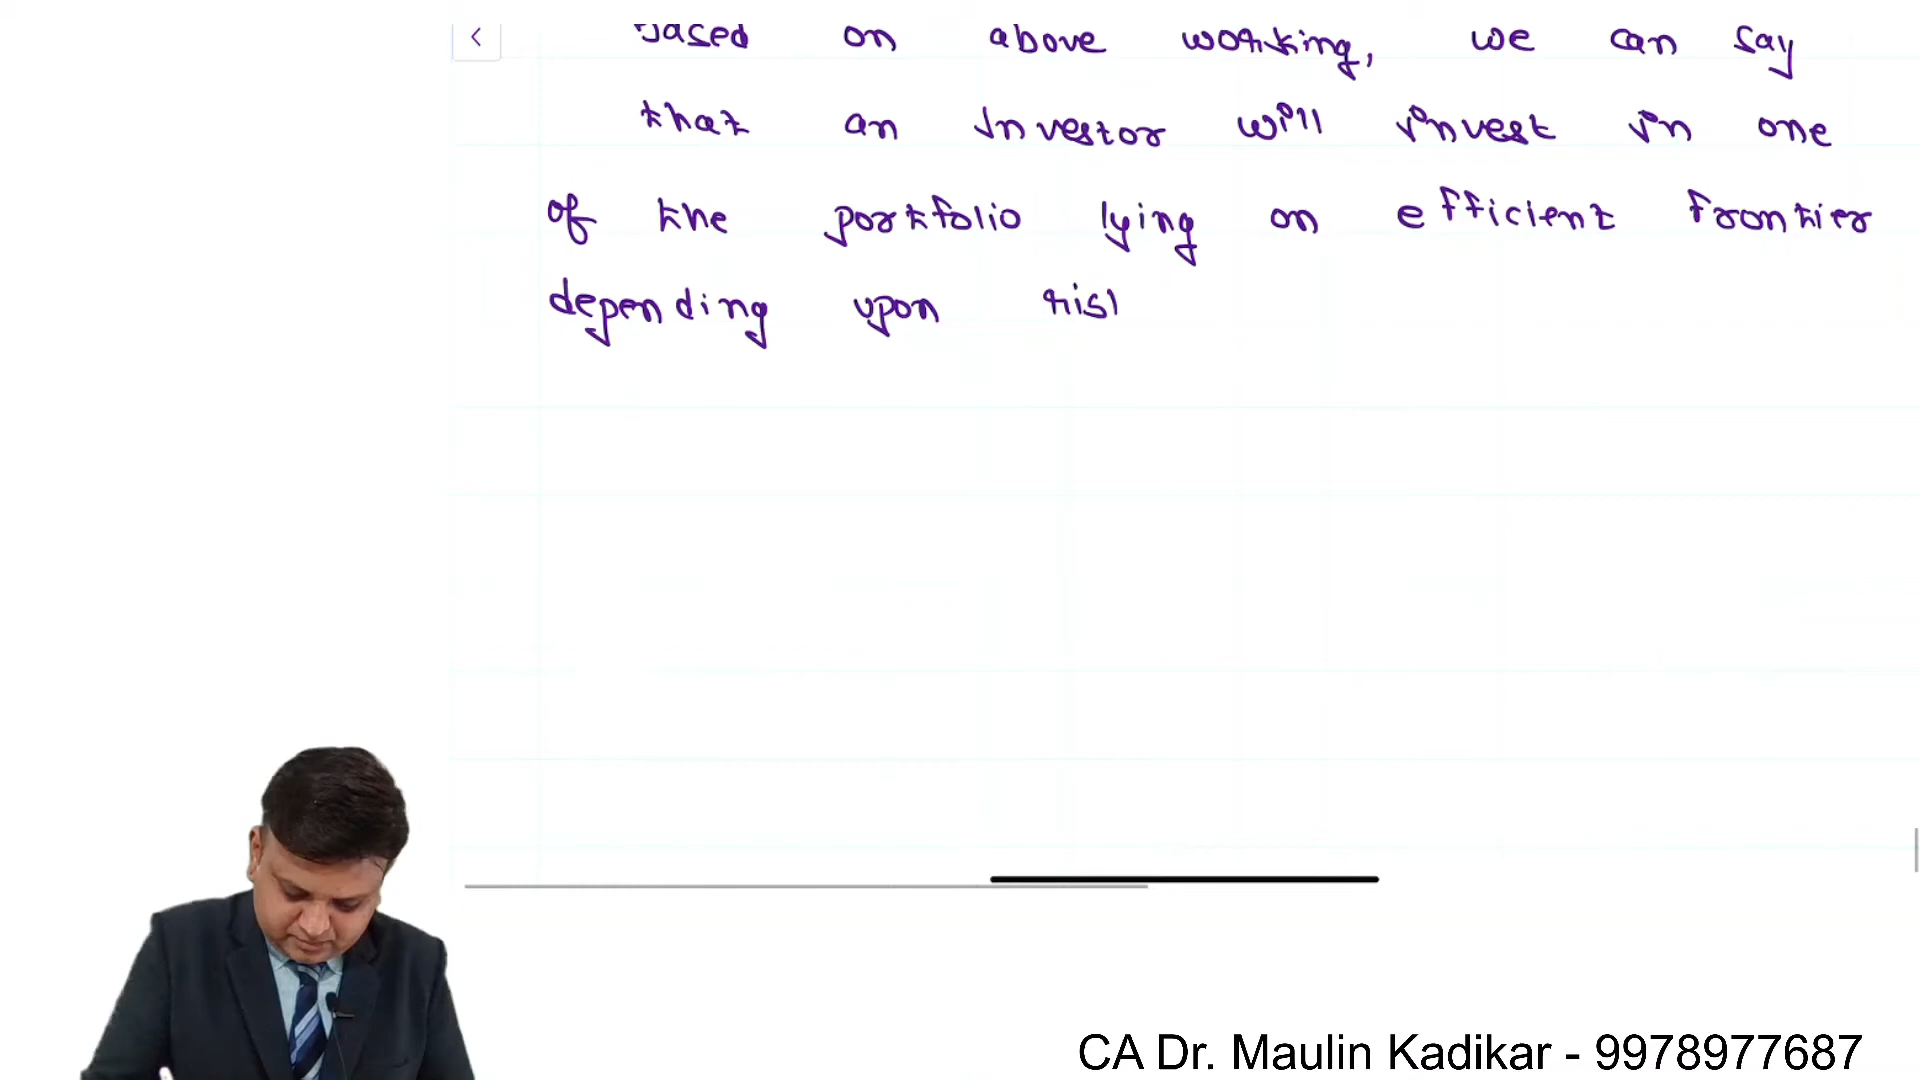 Based on above working, we can say
that an Investor will invest in one
of the portfolio lying on efficient frontier
depending upon risl
CA Dr. Maulin Kadikar - 9978977687